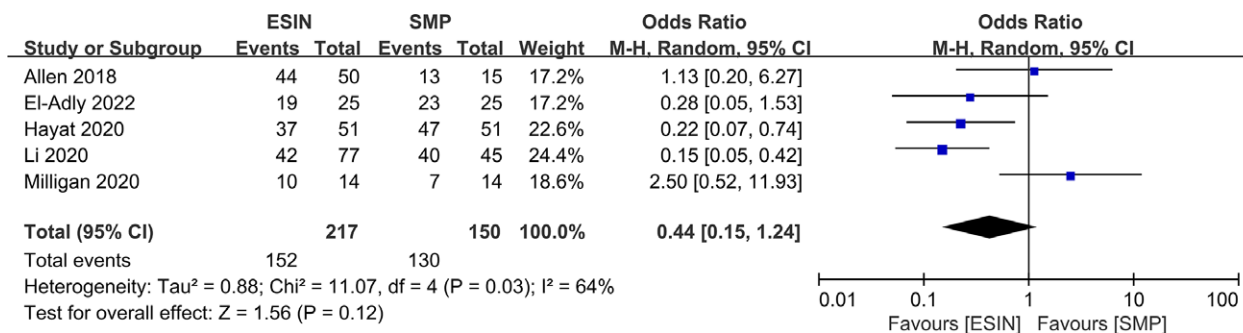 ESIN SMP Odds Ratio Odds Ratio
Study or Subgroup Events Total Events Total Weight M-H, Random, 95% CI M-H, Random, 95% CI
Allen 2018 44 50 13 15 17.2% 1.13 [0.20, 6.27]
El-Adly 2022 19 25 23 25 17.2% 0.28 [0.05, 1.53]
Hayat 2020 37 51 47 51 22.6% 0.22 [0.07, 0.74]
Li 2020 42 77 40 45 24.4% 0.15 [0.05, 0.42]
Milligan 2020 10 14 7 14 18.6% 2.50 [0.52, 11.93]
Total (95% CI) 217 150 100.0% 0.44 [0.15, 1.24]
Total events 152 130
Heterogeneity: Tau² = 0.88; Chi² = 11.07, df = 4 (P = 0.03); I² = 64%
Test for overall effect: Z = 1.56 (P = 0.12)
0.01 0.1 1 10 100
Favours [ESIN] Favours [SMP]